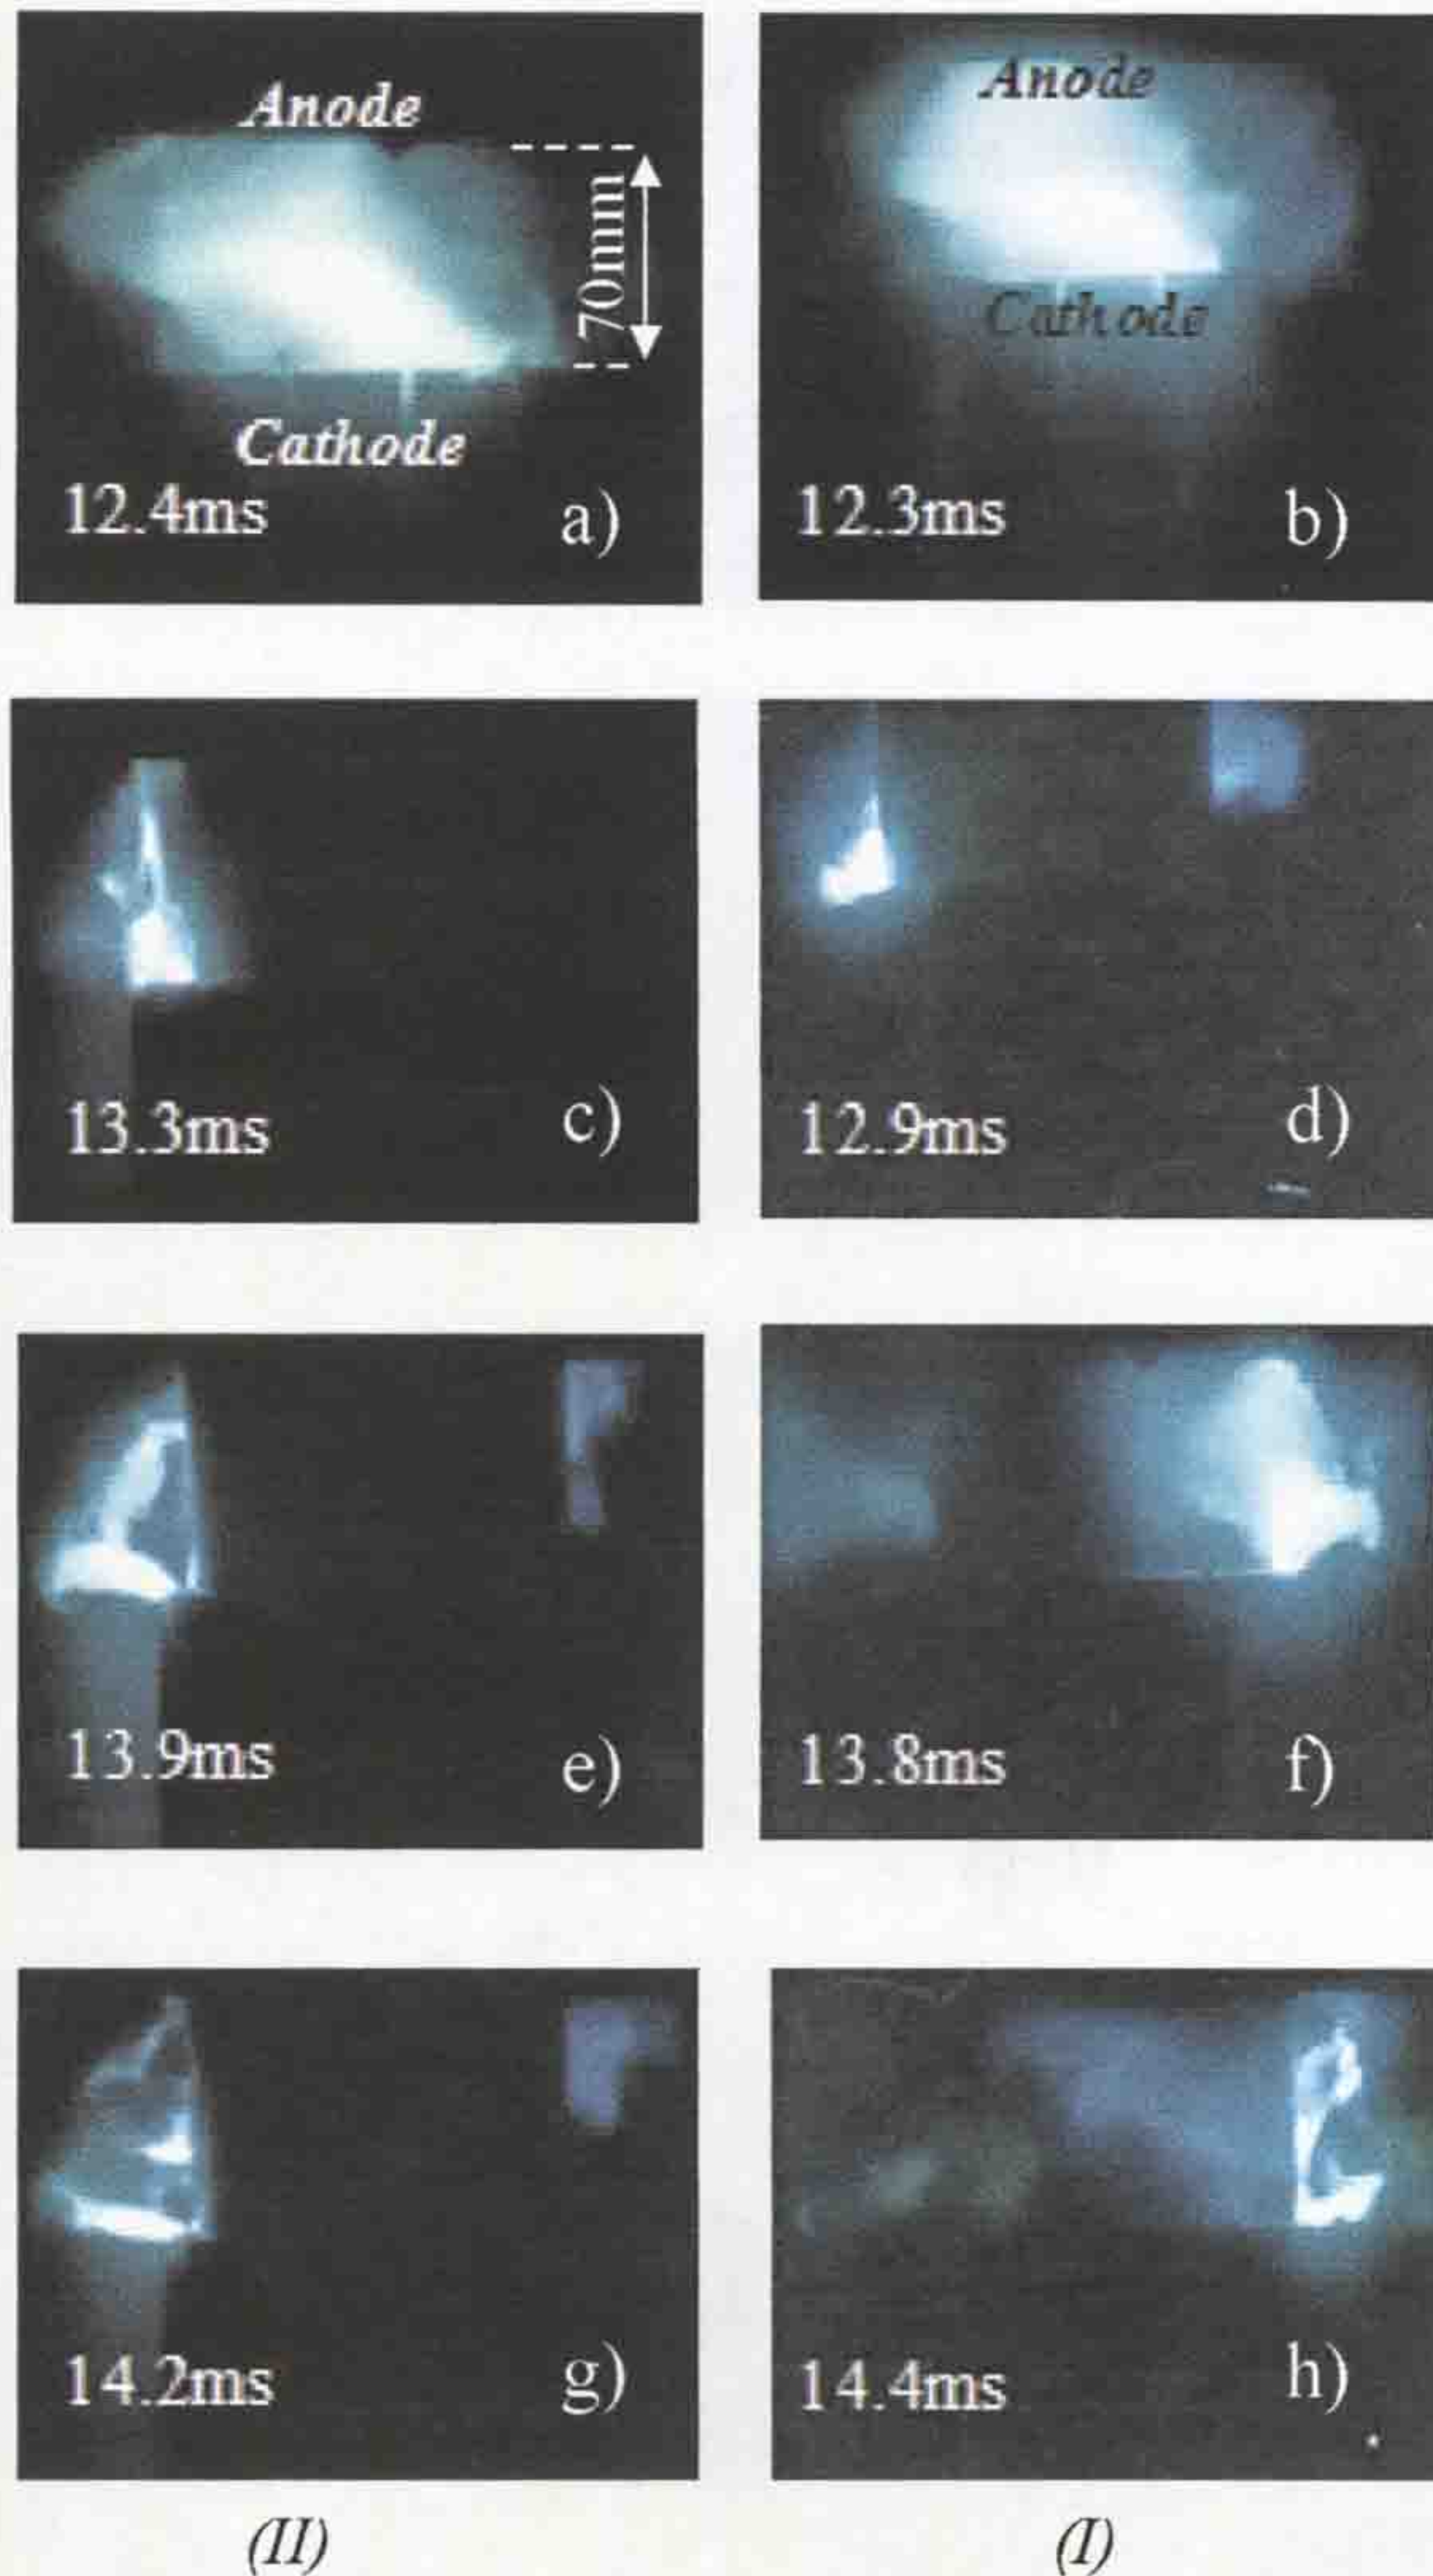 Anode
70mm
Cathode
12.4ms
a)
Anode
Cathode
12.3ms
b)
13.3ms
c)
12.9ms
d)
13.9ms
e)
13.8ms
f)
14.2ms
g)
14.4ms
h)
(II)
(I)